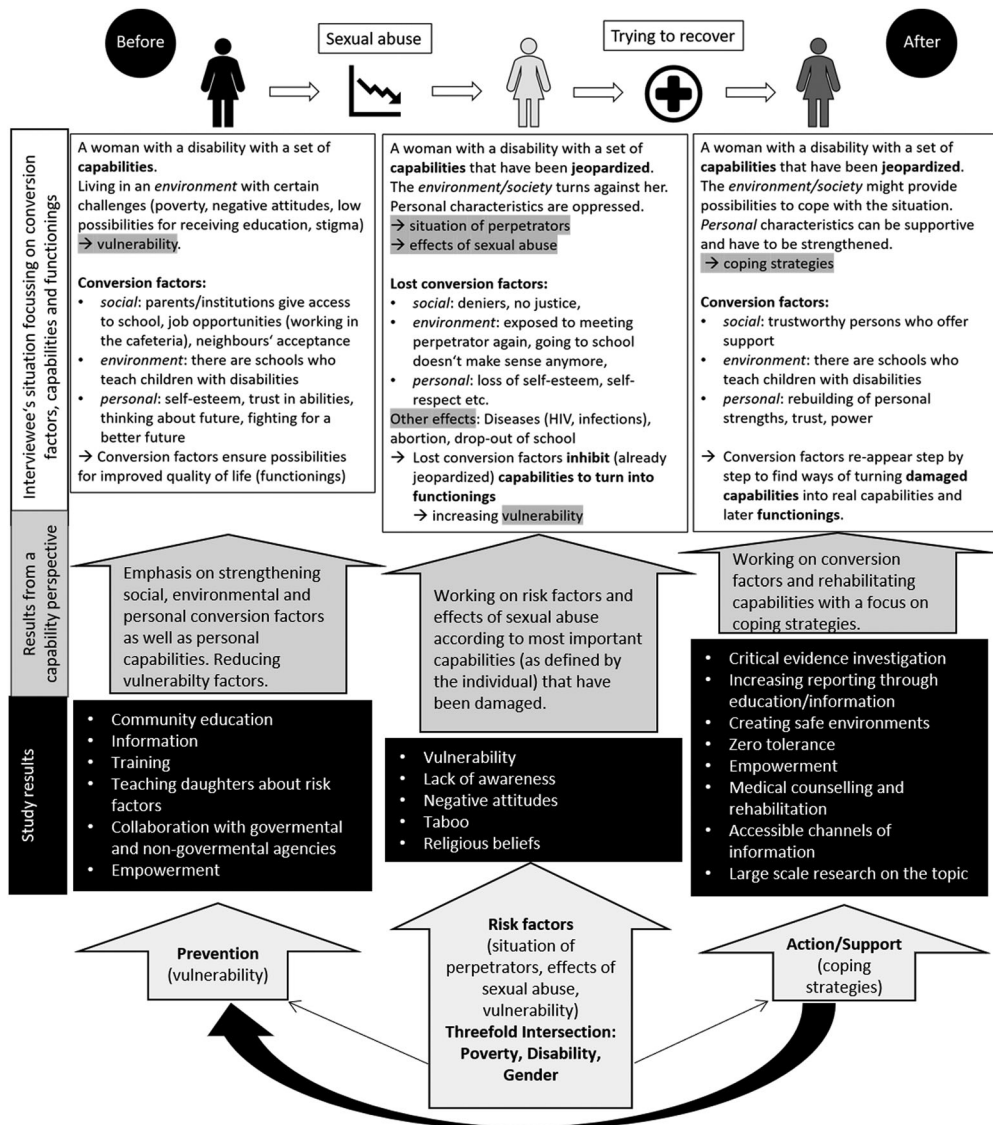 Before
Sexual abuse
Trying to recover
After
Interviewee's situation focussing on conversion
factors, capabilities and functionings
A woman with a disability with a set of
capabilities.
Living in an environment with certain
challenges (poverty, negative attitudes, low
possibilities for receiving education, stigma)
→ vulnerability.
Conversion factors:
• social: parents/institutions give access
to school, job opportunities (working in
the cafeteria), neighbours' acceptance
• environment: there are schools who
teach children with disabilities
• personal: self-esteem, trust in abilities,
thinking about future, fighting for a
better future
→ Conversion factors ensure possibilities
for improved quality of life (functionings)
A woman with a disability with a set of
capabilities that have been jeopardized.
The environment/society turns against her.
Personal characteristics are oppressed.
→ situation of perpetrators
→ effects of sexual abuse
Lost conversion factors:
• social: deniers, no justice,
• environment: exposed to meeting
perpetrator again, going to school
doesn't make sense anymore,
• personal: loss of self-esteem, self-
respect etc.
Other effects: Diseases (HIV, infections),
abortion, drop-out of school
→ Lost conversion factors inhibit (already
jeopardized) capabilities to turn into
functionings
→ increasing vulnerability
A woman with a disability with a set of
capabilities that have been jeopardized.
The environment/society might provide
possibilities to cope with the situation.
Personal characteristics can be supportive
and have to be strengthened.
→ coping strategies
Conversion factors:
• social: trustworthy persons who offer
support
• environment: there are schools who
teach children with disabilities
• personal: rebuilding of personal
strengths, trust, power
→ Conversion factors re-appear step by
step to find ways of turning damaged
capabilities into real capabilities and
later functionings.
Results from a
capability perspective
Emphasis on strengthening
social, environmental and
personal conversion factors
as well as personal
capabilities. Reducing
vulnerabilty factors.
Working on risk factors and
effects of sexual abuse
according to most important
capabilities (as defined by
the individual) that have
been damaged.
Working on conversion
factors and rehabilitating
capabilities with a focus on
coping strategies.
Study results
• Community education
• Information
• Training
• Teaching daughters about risk
factors
• Collaboration with govermental
and non-govermental agencies
• Empowerment
• Vulnerability
• Lack of awareness
• Negative attitudes
• Taboo
• Religious beliefs
• Critical evidence investigation
• Increasing reporting through
education/information
• Creating safe environments
• Zero tolerance
• Empowerment
• Medical counselling and
rehabilitation
• Accessible channels of
information
• Large scale research on the topic
Prevention
(vulnerability)
Risk factors
(situation of
perpetrators, effects of
sexual abuse,
vulnerability)
Threefold Intersection:
Poverty, Disability,
Gender
Action/Support
(coping
strategies)